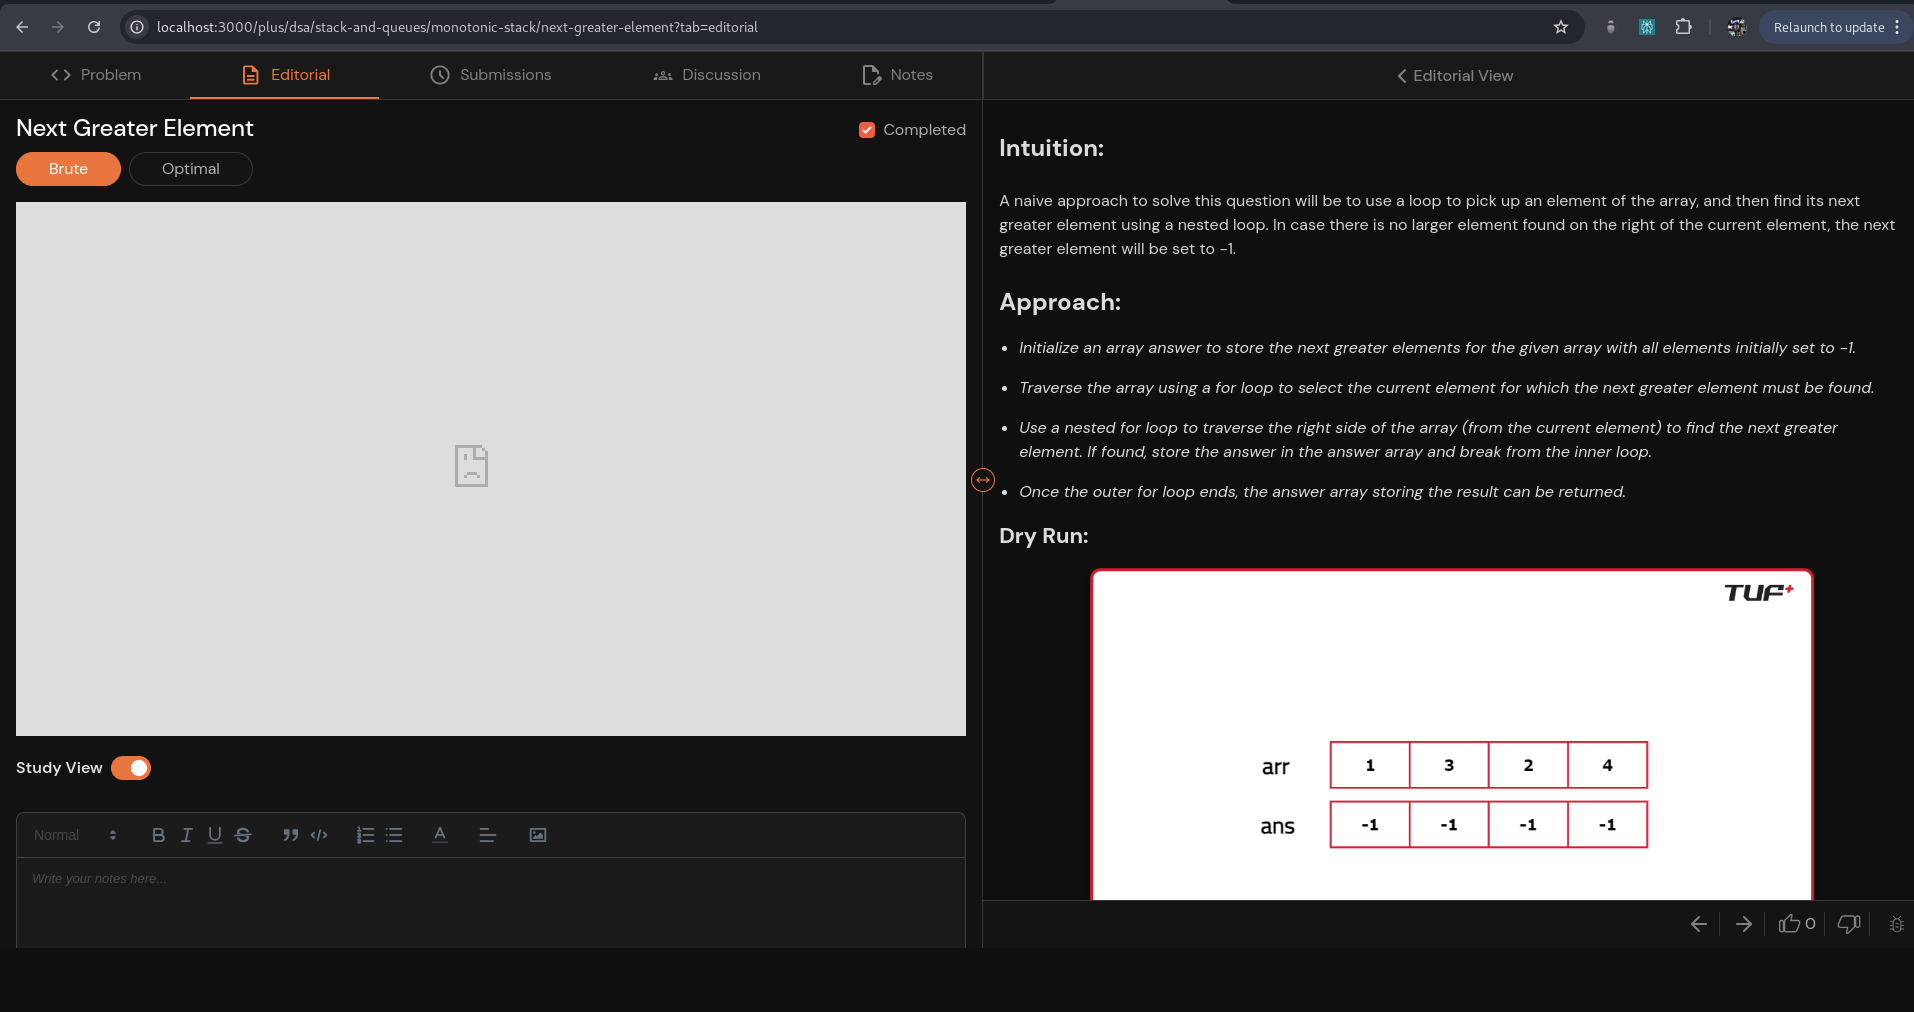 localhost:3000/plus/dsa/stack-and-queues/monotonic-stack/next-greater-element?tab=editorial
Relaunch to update
Problem
Editorial
Submissions
Discussion
Notes
Editorial View
Next Greater Element
Completed
Brute
Optimal
Study View
Normal
Write your notes here...
Intuition:
A naive approach to solve this question will be to use a loop to pick up an element of the array, and then find its next
greater element using a nested loop. In case there is no larger element found on the right of the current element, the next
greater element will be set to -1.
Approach:
Initialize an array answer to store the next greater elements for the given array with all elements initially set to -1.
Traverse the array using a for loop to select the current element for which the next greater element must be found.
Use a nested for loop to traverse the right side of the array (from the current element) to find the next greater
element. If found, store the answer in the answer array and break from the inner loop.
Once the outer for loop ends, the answer array storing the result can be returned.
Dry Run:
TUF+
arr 1 3 2 4
ans -1 -1 -1 -1
0